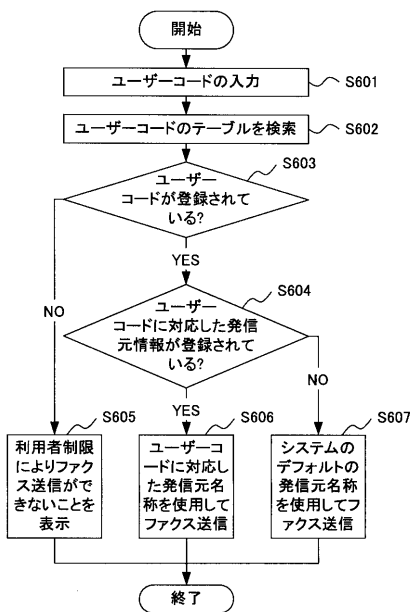 開始
ユーザーコードの入力
S601
ユーザーコードのテーブルを検索
S602
S603
ユーザー
コードが登録されて
いる?
YES
NO
S604
ユーザー
コードに対応した発信
元情報が登録されて
いる?
YES
NO
S605
利用者制限
によりファク
ス送信がで
きないことを
表示
S606
ユーザーコ
ードに対応し
た発信元名
称を使用して
ファクス送信
S607
システムの
デフォルトの
発信元名称
を使用してフ
ァクス送信
終了